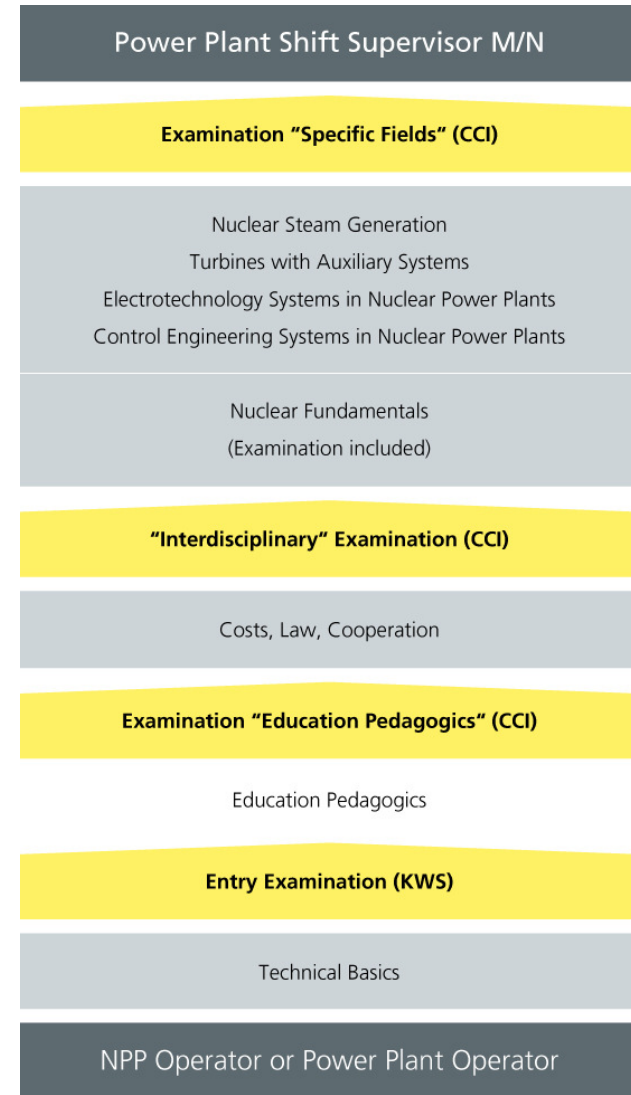 Power Plant Shift Supervisor M/N
Examination “Specific Fields“ (CCI)
Nuclear Steam Generation
Turbines with Auxiliary Systems
Electrotechnology Systems in Nuclear Power Plants
Control Engineering Systems in Nuclear Power Plants
Nuclear Fundamentals
(Examination included)
“Interdisciplinary“ Examination (CCI)
Costs, Law, Cooperation
Examination “Education Pedagogics“ (CCI)
Education Pedagogics
Entry Examination (KWS)
Technical Basics
NPP Operator or Power Plant Operator